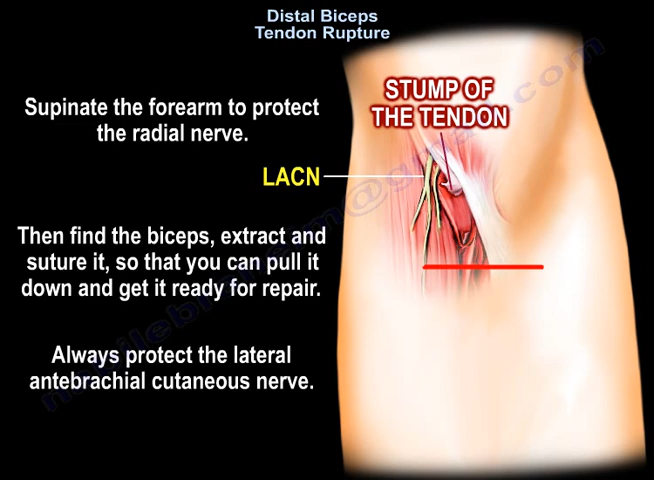 Distal Biceps
Tendon Rupture
Supinate the forearm to protect
the radial nerve.
STUMP OF
THE TENDON
LACN
Then find the biceps, extract and
suture it, so that you can pull it
down and get it ready for repair.
Always protect the lateral
antebrachial cutaneous nerve.